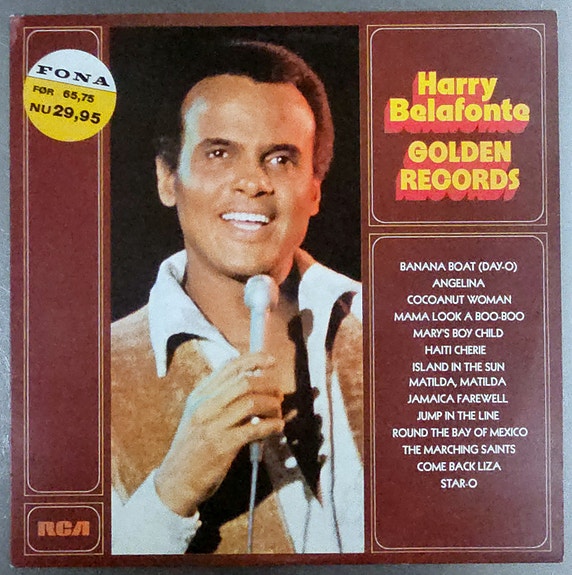 FONA
FØR 65,75
NU 29,95
Harry
Belafonte
GOLDEN
RECORDS
BANANA BOAT (DAY-O)
ANGELINA
COCOANUT WOMAN
MAMA LOOK A BOO-BOO
MARY'S BOY CHILD
HAITI CHERIE
ISLAND IN THE SUN
MATILDA, MATILDA
JAMAICA FAREWELL
JUMP IN THE LINE
ROUND THE BAY OF MEXICO
THE MARCHING SAINTS
COME BACK LIZA
STAR-O
RCA